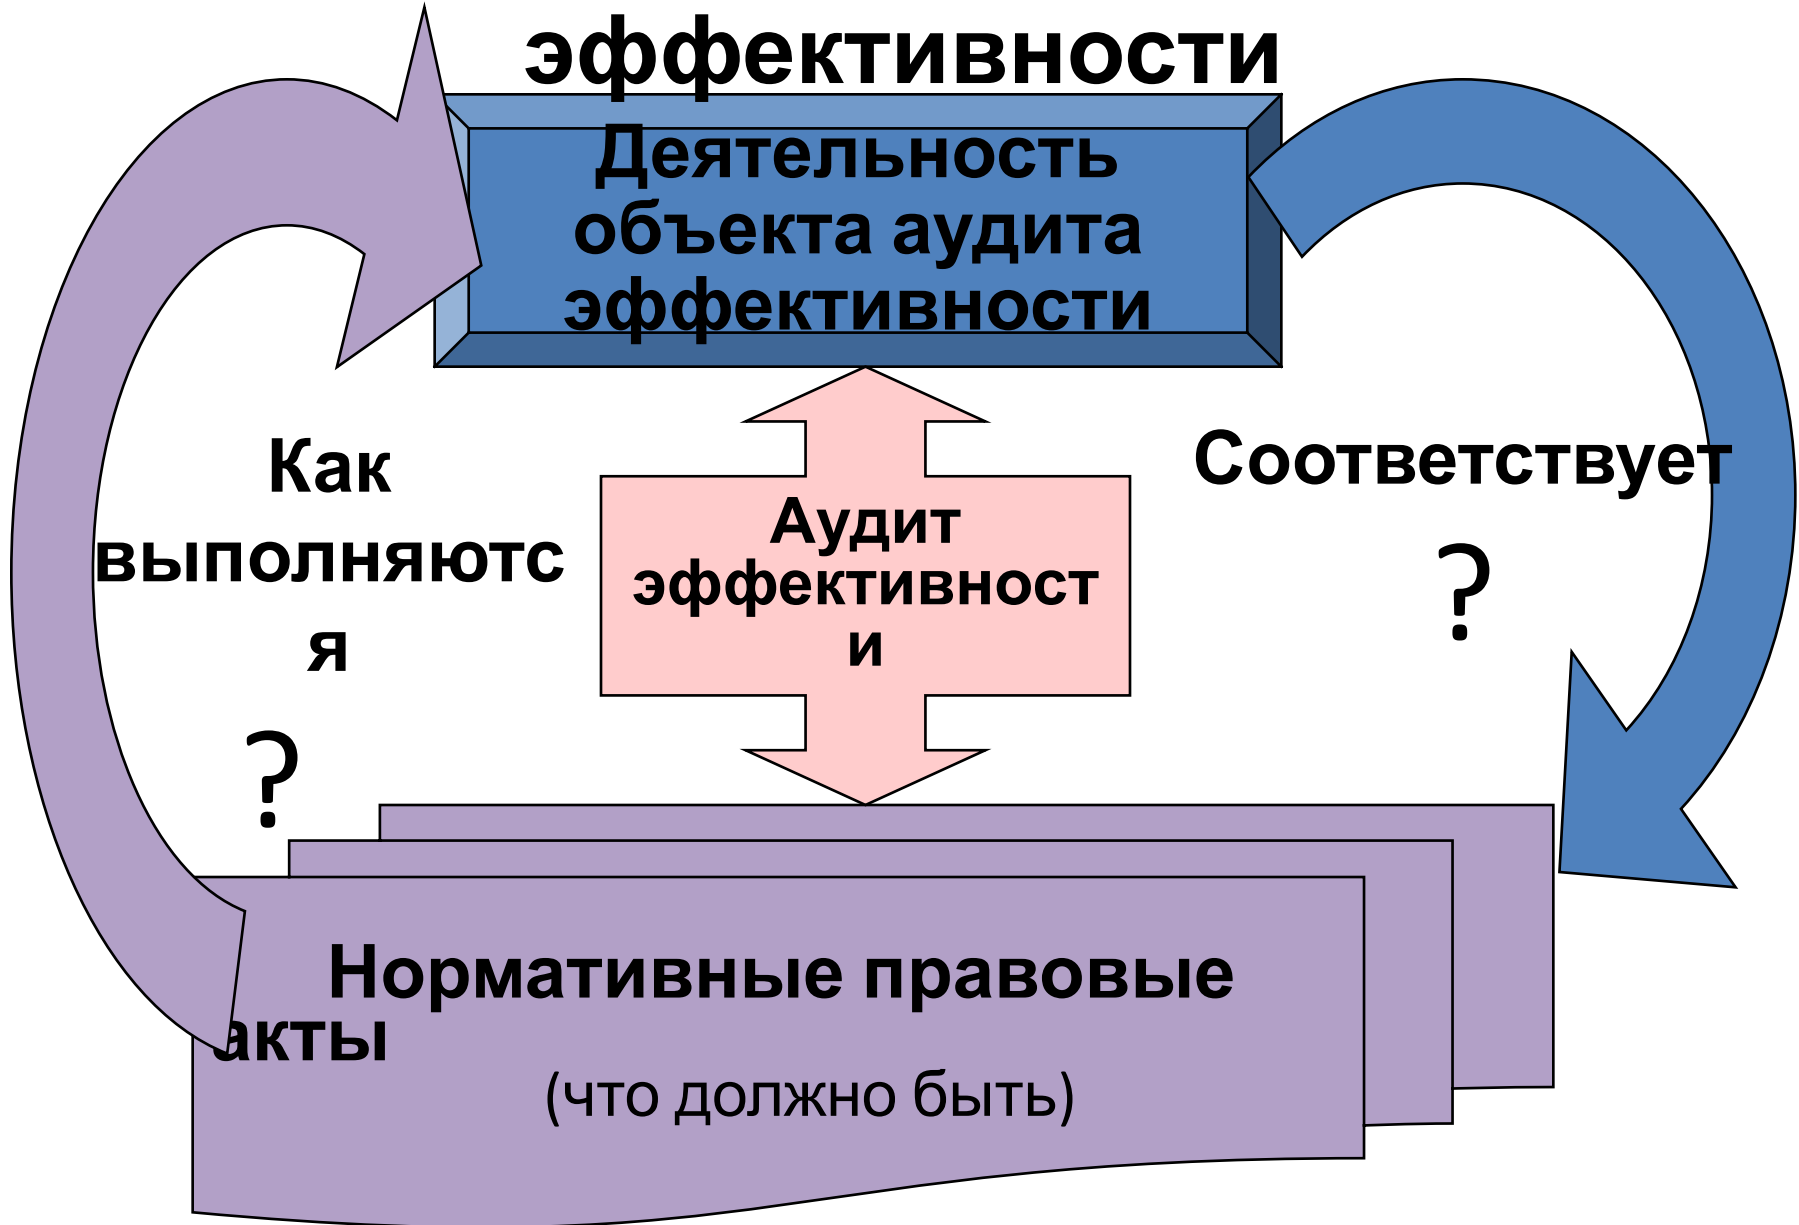 эффективности
Деятельность
объекта аудита
эффективности
Как
выполняютс
я
?
Аудит
эффективност
и
Соответствует
?
Нормативные правовые
акты
(что должно быть)